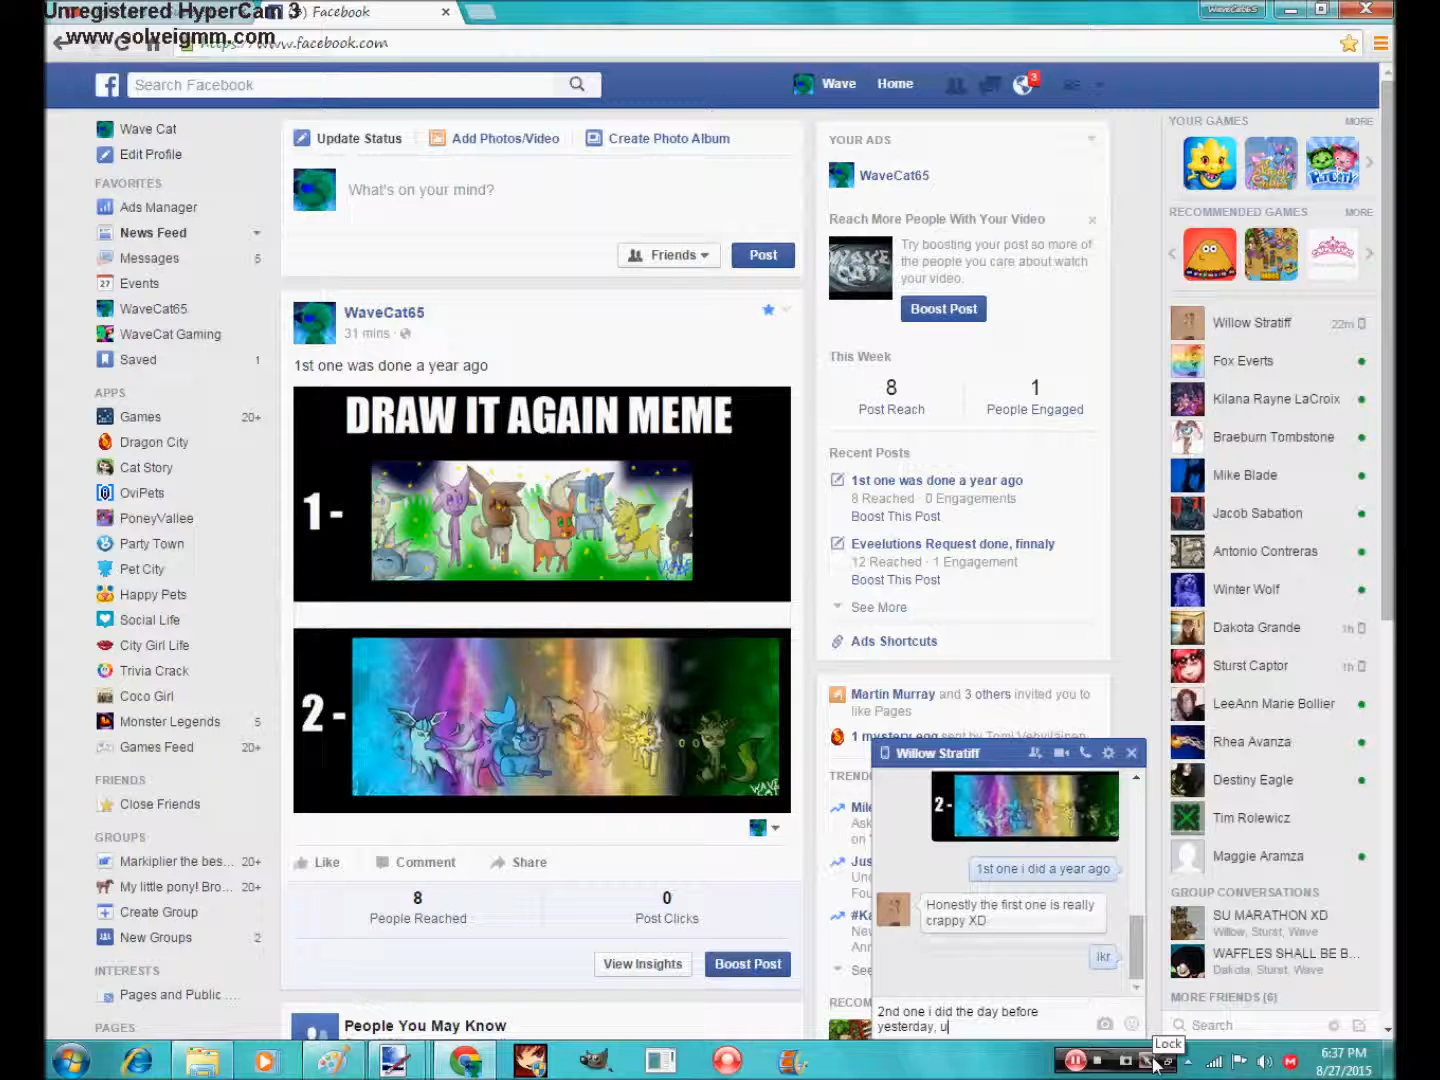 Unregistered HyperCam 3
www.solveigmm.com
Facebook
www.facebook.com
WaveCat65
Search Facebook
Wave
Home
3
Wave Cat
Edit Profile
FAVORITES
Ads Manager
News Feed
Messages 5
Events
WaveCat65
WaveCat Gaming
Saved 1
APPS
Games 20+
Dragon City
Cat Story
OviPets
PoneyVallee
Party Town
Pet City
Happy Pets
Social Life
City Girl Life
Trivia Crack
Coco Girl
Monster Legends 5
Games Feed 20+
FRIENDS
Close Friends
GROUPS
Markiplier the bes... 20+
My little pony! Bro... 20+
Create Group
New Groups 2
INTERESTS
Pages and Public ...
PAGES
Update Status
Add Photos/Video
Create Photo Album
What's on your mind?
Friends
Post
WaveCat65
31 mins
1st one was done a year ago
DRAW IT AGAIN MEME
1-
2-
WAVE
CAT
Like
Comment
Share
8
People Reached
0
Post Clicks
View Insights
Boost Post
People You May Know
YOUR ADS
WaveCat65
Reach More People With Your Video
Try boosting your post so more of
the people you care about watch
your video.
Boost Post
This Week
8
Post Reach
1
People Engaged
Recent Posts
1st one was done a year ago
8 Reached · 0 Engagements
Boost This Post
Eveelutions Request done, finnaly
12 Reached · 1 Engagement
Boost This Post
See More
Ads Shortcuts
Martin Murray and 3 others invited you to
like Pages
1 mystery egg sent by
TREND
RECOM
Willow Stratiff
2-
1st one i did a year ago
Honestly the first one is really
crappy XD
ikr
2nd one i did the day before
yesterday, u
YOUR GAMES MORE
RECOMMENDED GAMES MORE
Willow Stratiff 22m
Fox Everts
Kilana Rayne LaCroix
Braeburn Tombstone
Mike Blade
Jacob Sabation
Antonio Contreras
Winter Wolf
Dakota Grande 1h
Sturst Captor 1h
LeeAnn Marie Bollier
Rhea Avanza
Destiny Eagle
Tim Rolewicz
Maggie Aramza
GROUP CONVERSATIONS
SU MARATHON XD
Willow, Sturst, Wave
WAFFLES SHALL BE B...
Dakota, Sturst, Wave
MORE FRIENDS (6)
Search
Lock
6:37 PM
8/27/2015